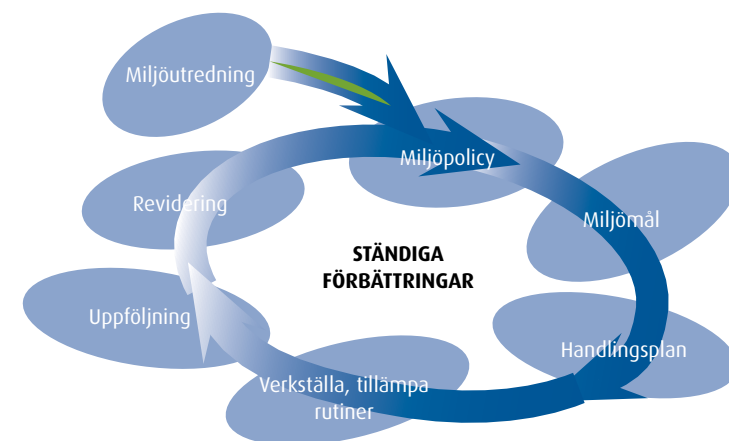 Miljöutredning
Miljöpolicy
Miljömål
Handlingsplan
Verkställa, tillämpa
rutiner
Uppföljning
Revidering
STÄNDIGA
FÖRBÄTTRINGAR